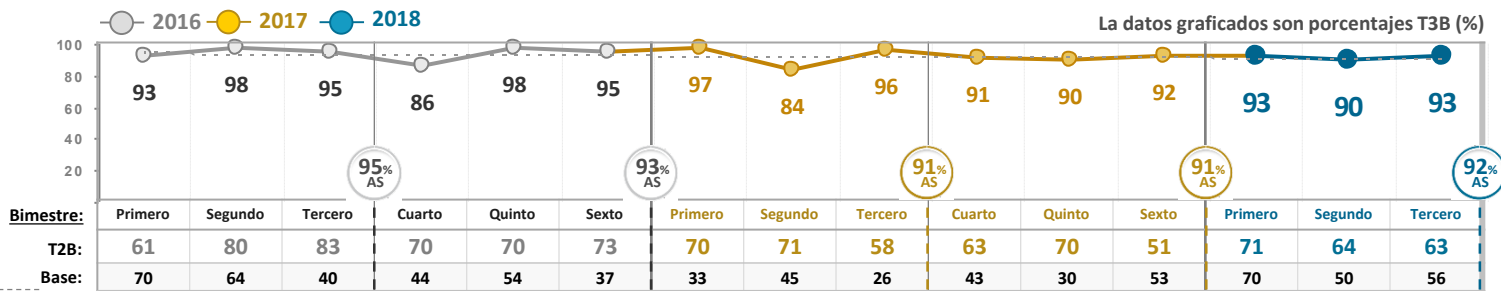 2016 2017 2018 La datos graficados son porcentajes T3B (%)
100
80
60
40
20
93 98 95 86 98 95 97 84 96 91 90 92 93 90 93
95% AS 93% AS 91% AS 91% AS 92% AS
Bimestre: Primero Segundo Tercero Cuarto Quinto Sexto Primero Segundo Tercero Cuarto Quinto Sexto Primero Segundo Tercero
T2B: 61 80 83 70 70 73 70 71 58 63 70 51 71 64 63
Base: 70 64 40 44 54 37 33 45 26 43 30 53 70 50 56